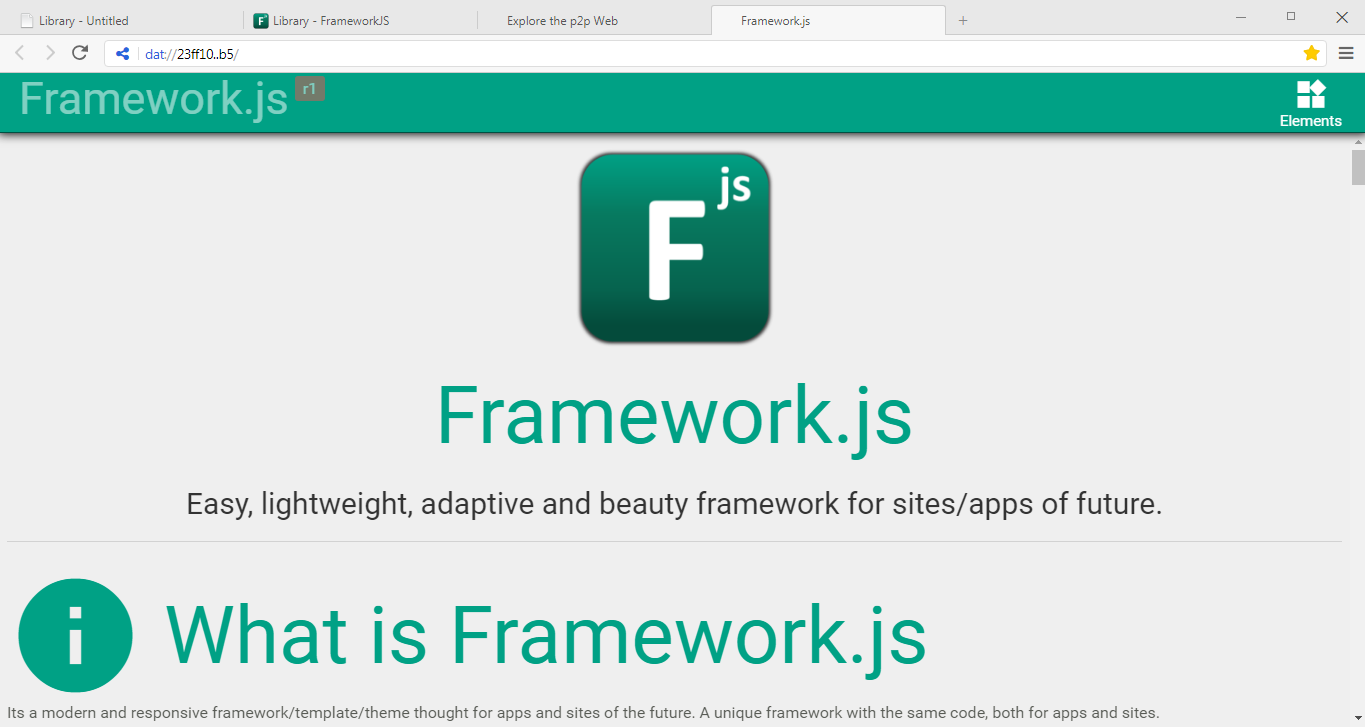 Library - Untitled
Library - FrameworkJS
Explore the p2p Web
Framework.js
dat://23ff10..b5/
Framework.js r1
Elements
F js
Framework.js
Easy, lightweight, adaptive and beauty framework for sites/apps of future.
What is Framework.js
Its a modern and responsive framework/template/theme thought for apps and sites of the future. A unique framework with the same code, both for apps and sites.